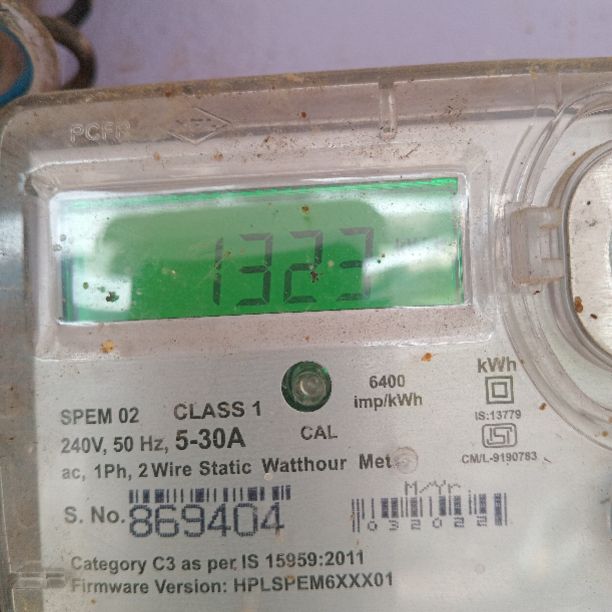 PCFR
1323
SPEM 02 CLASS 1
240V, 50 Hz, 5-30A
ac, 1Ph, 2 Wire Static Watthour
CAL
6400
imp/kWh
kWh
IS:13779
ISI
CM/L-9190783
S. No. 869404
M/Yr
032022
Category C3 as per IS 15959:2011
Firmware Version: HPLSPEM6XXX01